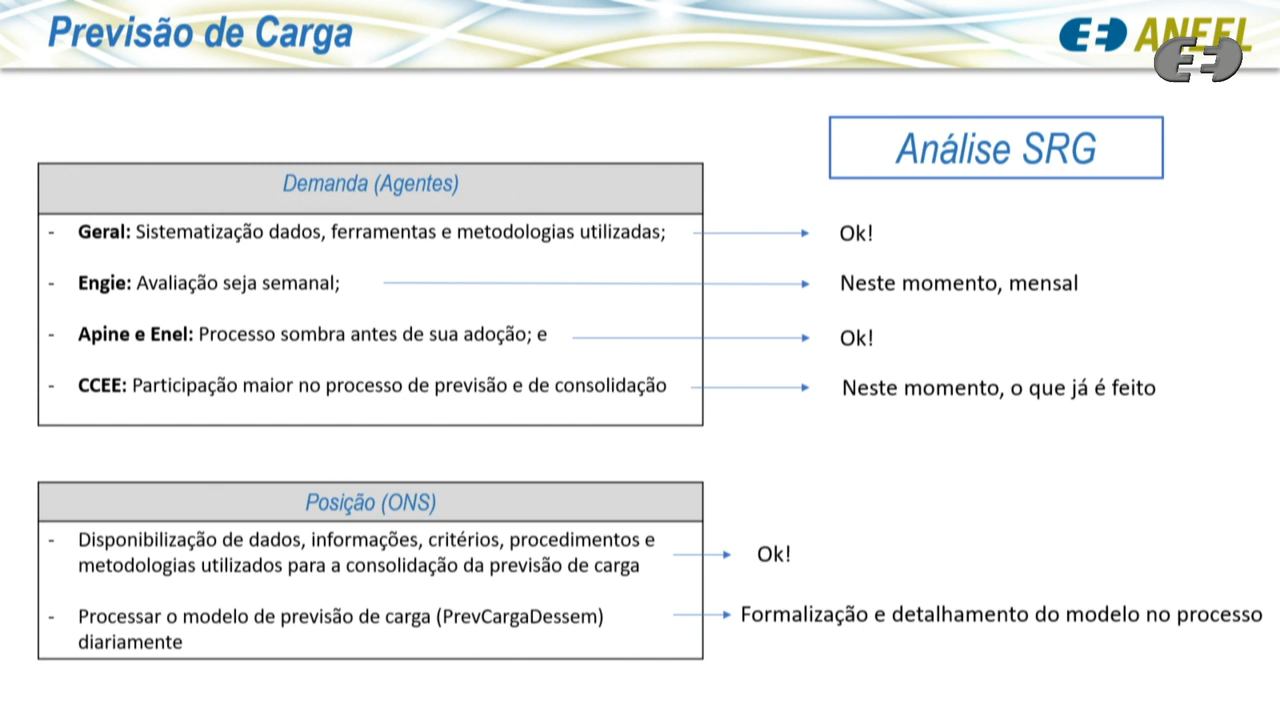 Previsão de Carga
ANEEL
Análise SRG
Demanda (Agentes)
- Geral: Sistematização dados, ferramentas e metodologias utilizadas;
Ok!
- Engie: Avaliação seja semanal;
Neste momento, mensal
- Apine e Enel: Processo sombra antes de sua adoção; e
Ok!
- CCEE: Participação maior no processo de previsão e de consolidação
Neste momento, o que já é feito
Posição (ONS)
- Disponibilização de dados, informações, critérios, procedimentos e
metodologias utilizados para a consolidação da previsão de carga
Ok!
- Processar o modelo de previsão de carga (PrevCargaDessem)
diariamente
Formalização e detalhamento do modelo no processo